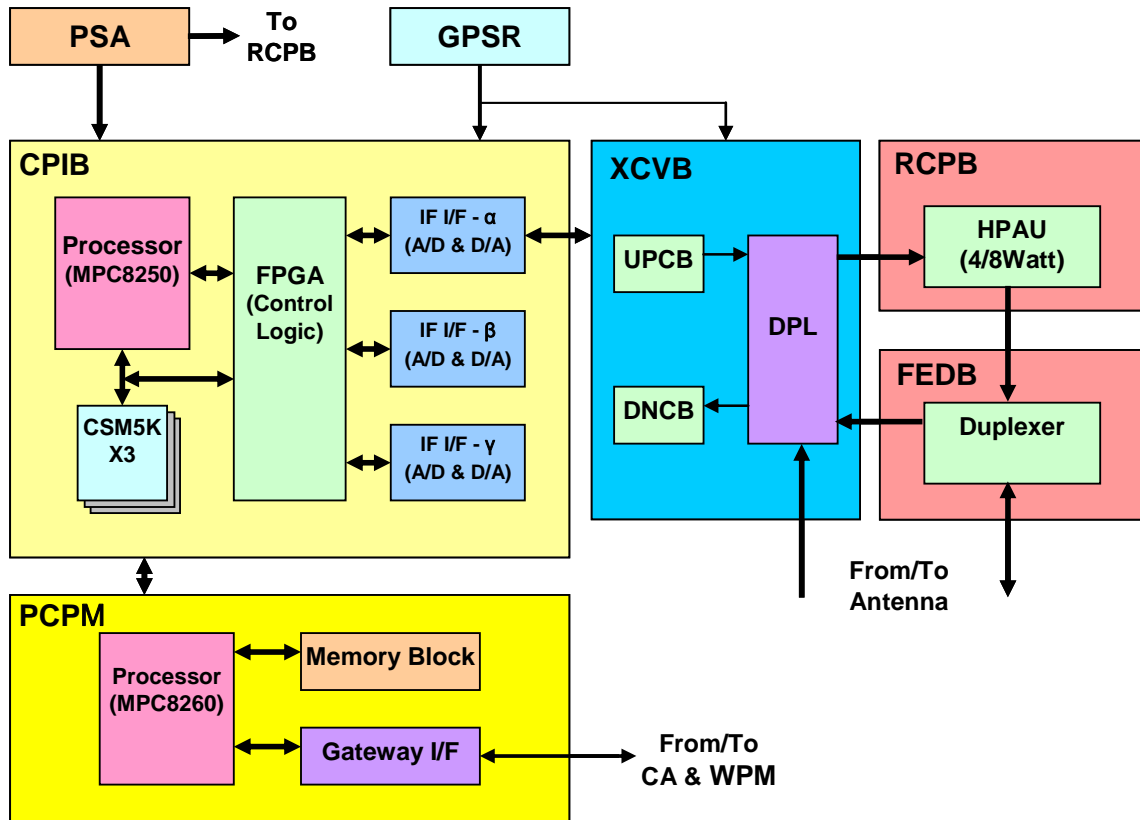 PSA
To
RCPB
GPSR
CPIB
Processor
(MPC8250)
FPGA
(Control
Logic)
IF I/F - α
(A/D & D/A)
IF I/F - β
(A/D & D/A)
IF I/F - γ
(A/D & D/A)
CSM5K
X3
XCVB
UPCB
DPL
DNCB
RCPB
HPAU
(4/8Watt)
FEDB
Duplexer
From/To
Antenna
PCPM
Processor
(MPC8260)
Memory Block
Gateway I/F
From/To
CA & WPM